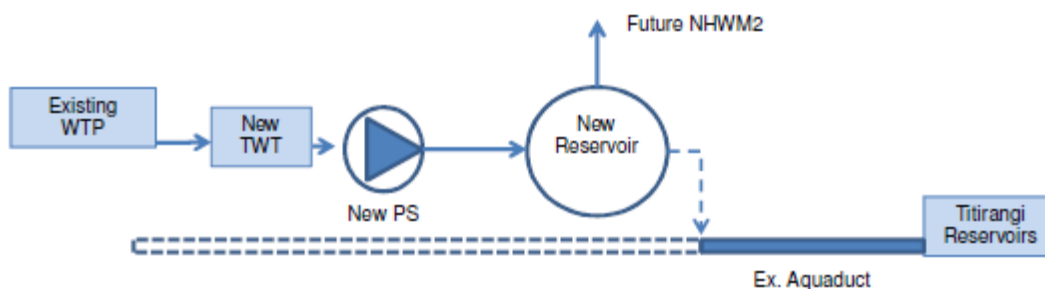 Future NHWM2
Existing
WTP
New
TWT
New
Reservoir
New PS
Titirangi
Reservoirs
Ex. Aquaduct